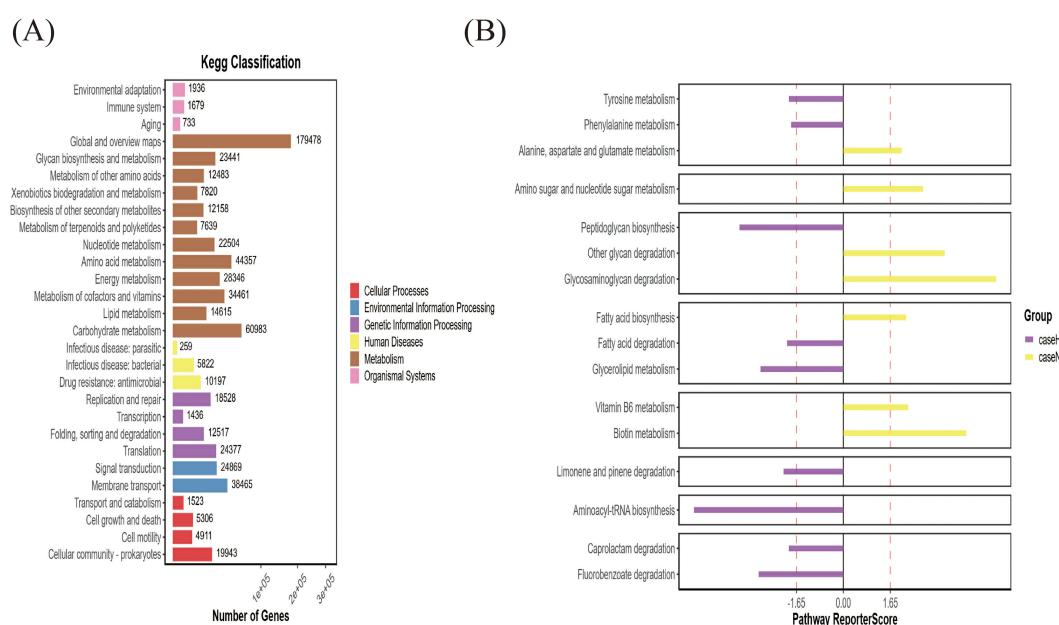 (A)
Kegg Classification
Environmental adaptation 1936
Immune system 1679
Aging 733
Global and overview maps 179478
Glycan biosynthesis and metabolism 23441
Metabolism of other amino acids 12483
Xenobiotics biodegradation and metabolism 7820
Biosynthesis of other secondary metabolites 12158
Metabolism of terpenoids and polyketides 7639
Nucleotide metabolism 22504
Amino acid metabolism 44357
Energy metabolism 28346
Metabolism of cofactors and vitamins 34461
Lipid metabolism 14615
Carbohydrate metabolism 60983
Infectious disease: parasitic 259
Infectious disease: bacterial 5822
Drug resistance: antimicrobial 10197
Replication and repair 18528
Transcription 1436
Folding, sorting and degradation 12517
Translation 24377
Signal transduction 24869
Membrane transport 38465
Transport and catabolism 1523
Cell growth and death 5306
Cell motility 4911
Cellular community - prokaryotes 19943
1e+05 2e+05 3e+05
Number of Genes
Cellular Processes
Environmental Information Processing
Genetic Information Processing
Human Diseases
Metabolism
Organismal Systems
(B)
Tyrosine metabolism
Phenylalanine metabolism
Alanine, aspartate and glutamate metabolism
Amino sugar and nucleotide sugar metabolism
Peptidoglycan biosynthesis
Other glycan degradation
Glycosaminoglycan degradation
Fatty acid biosynthesis
Fatty acid degradation
Glycerolipid metabolism
Vitamin B6 metabolism
Biotin metabolism
Limonene and pinene degradation
Aminoacyl-tRNA biosynthesis
Caprolactam degradation
Fluorobenzoate degradation
-1.65 0.00 1.65
Pathway ReporterScore
Group